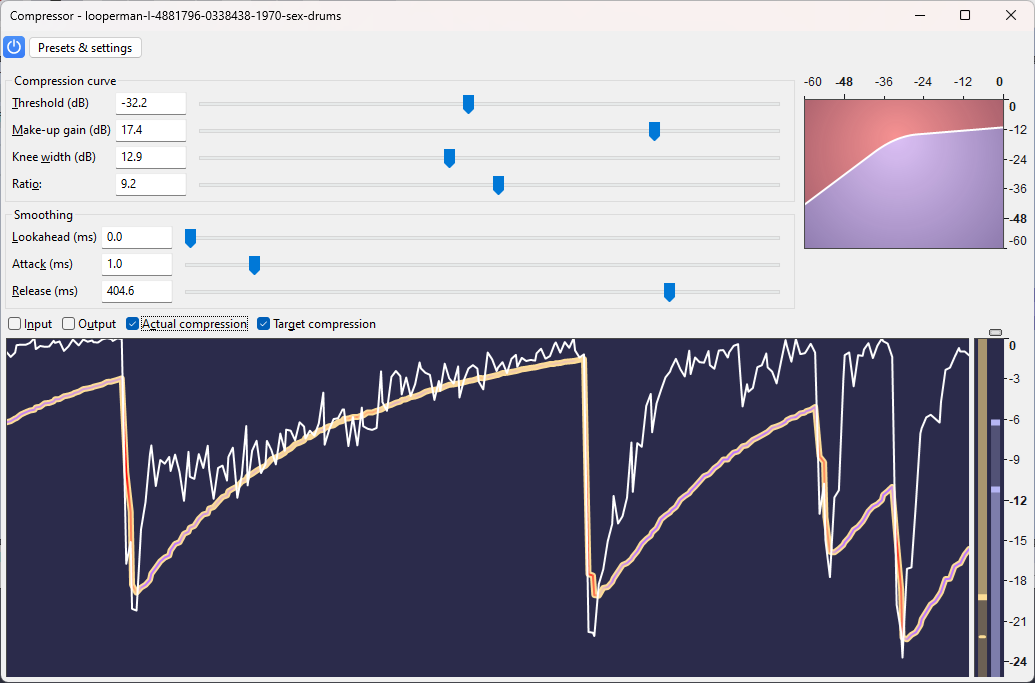 Compressor - looperman-l-4881796-0338438-1970-sex-drums
Presets & settings
Compression curve
Threshold (dB) -32.2
Make-up gain (dB) 17.4
Knee width (dB) 12.9
Ratio: 9.2
Smoothing
Lookahead (ms) 0.0
Attack (ms) 1.0
Release (ms) 404.6
-60 -48 -36 -24 -12 0
0
-12
-24
-36
-48
-60
Input Output Actual compression Target compression
0
-3
-6
-9
-12
-15
-18
-21
-24